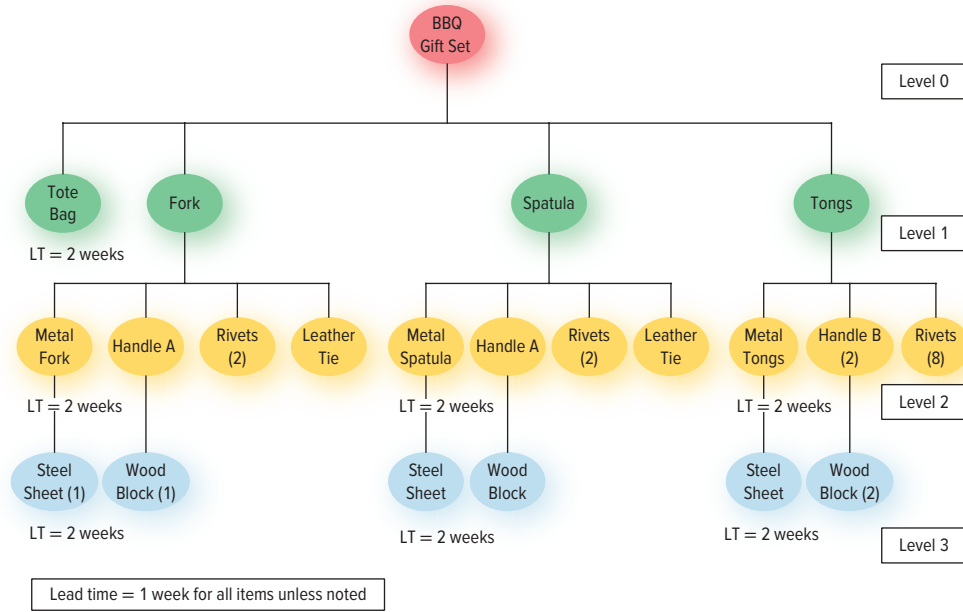 BBQ
Gift Set
Level 0
Tote
Bag
Fork
Spatula
Tongs
Level 1
LT = 2 weeks
Metal
Fork
Handle A
Rivets
(2)
Leather
Tie
Metal
Spatula
Handle A
Rivets
(2)
Leather
Tie
Metal
Tongs
Handle B
(2)
Rivets
(8)
LT = 2 weeks
LT = 2 weeks
LT = 2 weeks
Level 2
Steel
Sheet (1)
Wood
Block (1)
Steel
Sheet
Wood
Block
Steel
Sheet
Wood
Block (2)
LT = 2 weeks
LT = 2 weeks
LT = 2 weeks
Level 3
Lead time = 1 week for all items unless noted